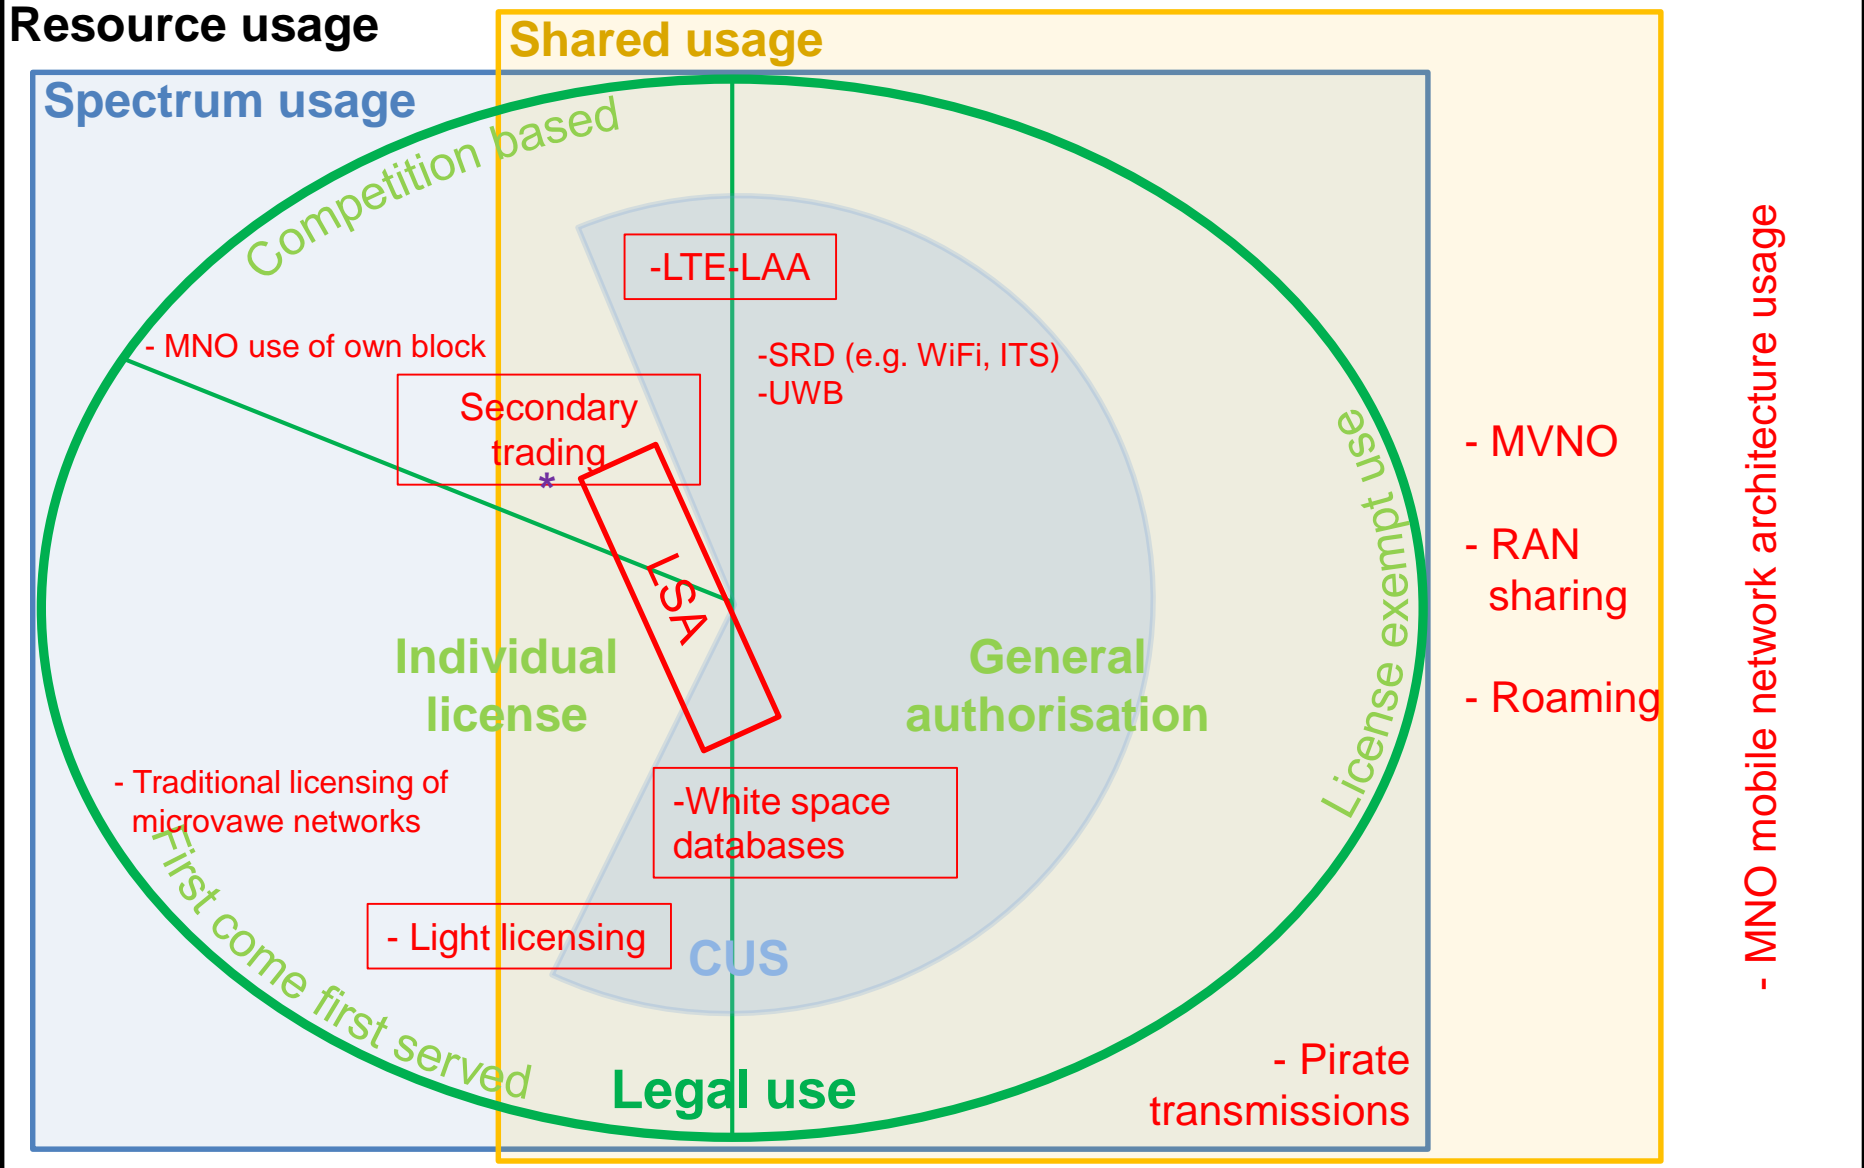 Resource usage
Shared usage
Spectrum usage
Competition based
-LTE-LAA
- MNO use of own block
-SRD (e.g. WiFi, ITS)
-UWB
Secondary
trading
*
LSA
License exempt use
- MVNO
- RAN
sharing
- Roaming
- MNO mobile network architecture usage
Individual
license
General
authorisation
- Traditional licensing of
microvawe networks
-White space
databases
First come first served
- Light licensing
CUS
Legal use
- Pirate
transmissions